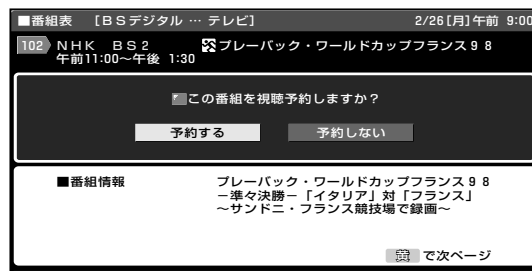 ■番組表 [BSデジタル … テレビ] 2/26[月]午前 9:00
102 NHK BS2 プレーバック・ワールドカップフランス98
午前11:00~午後 1:30
この番組を視聴予約しますか?
予約する 予約しない
■番組情報 プレーバック・ワールドカップフランス98
-準々決勝-「イタリア」対「フランス」
~サンドニ・フランス競技場で録画~
黄 で次ページ